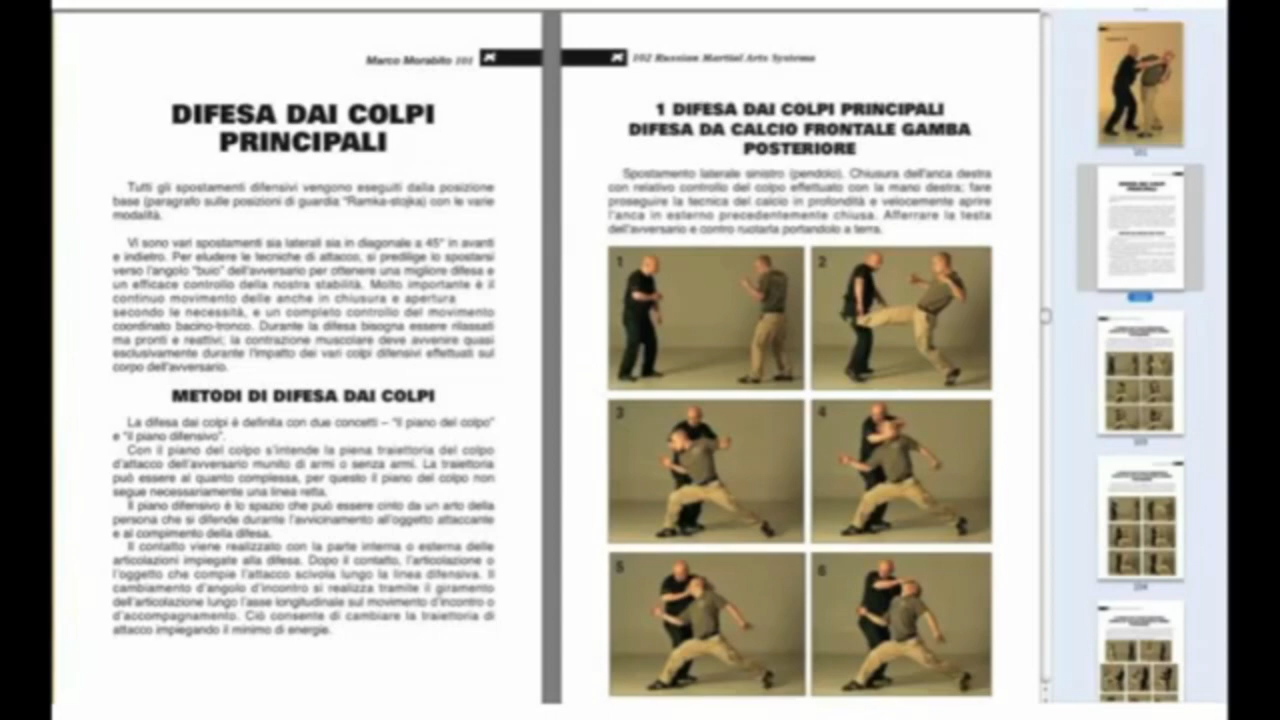 Marco Morabito 101
DIFESA DAI COLPI
PRINCIPALI
Tutti gli spostamenti difensivi vengono eseguiti dalla posizione
base (paragrafo sulle posizioni di guardia "Ramka-stojka) con le varie
modalità.
Vi sono vari spostamenti sia laterali sia in diagonale a 45° in avanti
e indietro. Per eludere le tecniche di attacco, si predilige lo spostarsi
verso l'angolo "buio" dell'avversario per ottenere una migliore difesa e
un efficace controllo della nostra stabilità. Molto importante è il
continuo movimento delle anche in chiusura e apertura
secondo le necessità, e un completo controllo del movimento
coordinato bacino-tronco. Durante la difesa bisogna essere rilassati
ma pronti e reattivi; la contrazione muscolare deve avvenire quasi
esclusivamente durante l'impatto dei vari colpi difensivi effettuati sul
corpo dell'avversario.
METODI DI DIFESA DAI COLPI
La difesa dai colpi è definita con due concetti – "il piano del colpo"
e "il piano difensivo".
Con il piano del colpo s'intende la piena traiettoria del colpo
d'attacco dell'avversario munito di armi o senza armi. La traiettoria
può essere al quanto complessa, per questo il piano del colpo non
segue necessariamente una linea retta.
Il piano difensivo è lo spazio che può essere cinto da un arto della
persona che si difende durante l'avvicinamento all'oggetto attaccante
e al compimento della difesa.
Il contatto viene realizzato con la parte interna o esterna delle
articolazioni impiegate alla difesa. Dopo il contatto, l'articolazione o
l'oggetto che compie l'attacco scivola lungo la linea difensiva. Il
cambiamento d'angolo d'incontro si realizza tramite il giramento
dell'articolazione lungo l'asse longitudinale sul movimento d'incontro o
d'accompagnamento. Ciò consente di cambiare la traiettoria di
attacco impiegando il minimo di energie.
102 Russian Martial Arts Systems
1 DIFESA DAI COLPI PRINCIPALI
DIFESA DA CALCIO FRONTALE GAMBA
POSTERIORE
Spostamento laterale sinistro (pendolo). Chiusura dell'anca destra
con relativo controllo del colpo effettuato con la mano destra; fare
proseguire la tecnica del calcio in profondità e velocemente aprire
l'anca in esterno precedentemente chiusa. Afferrare la testa
dell'avversario e contro ruotarla portandolo a terra.
1
2
3
4
5
6